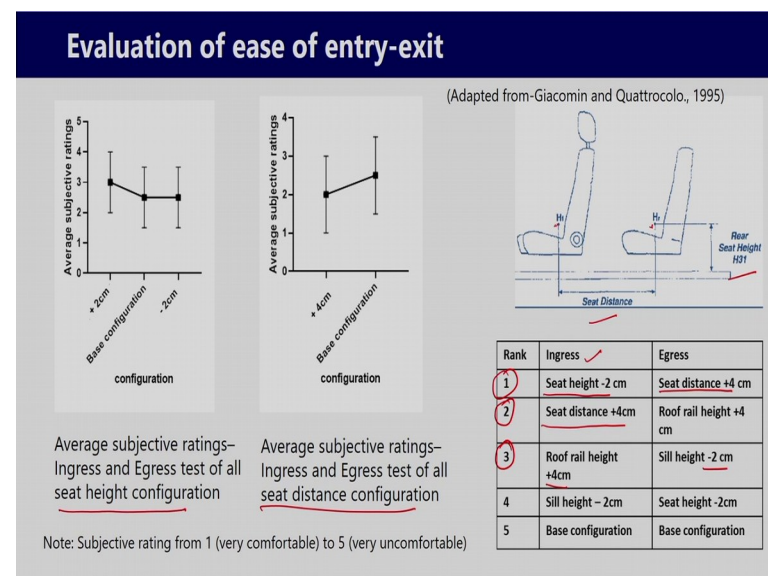 Evaluation of ease of entry-exit
(Adapted from-Giacomin and Quattrocolo., 1995)
Average subjective ratings
5
4
3
2
1
0
+ 2cm
Base configuration
- 2cm
configuration
Average subjective ratings
4
3
2
1
0
+ 4cm
Base configuration
configuration
Hf
Hr
Rear
Seat Height
H31
Seat Distance
Rank Ingress Egress
1 Seat height -2 cm Seat distance +4 cm
2 Seat distance +4cm Roof rail height +4
cm
3 Roof rail height Sill height -2 cm
+4cm
4 Sill height – 2cm Seat height -2cm
5 Base configuration Base configuration
Average subjective ratings–
Ingress and Egress test of all
seat height configuration
Average subjective ratings–
Ingress and Egress test of all
seat distance configuration
Note: Subjective rating from 1 (very comfortable) to 5 (very uncomfortable)